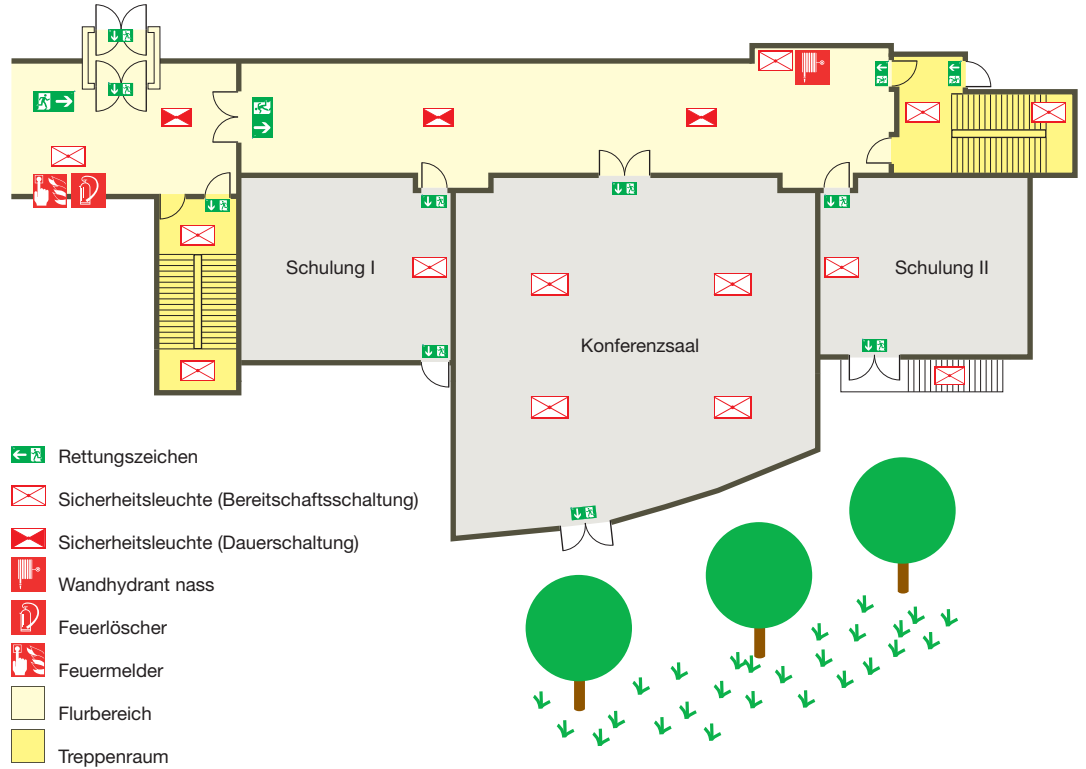 Schulung I
Schulung II
Konferenzsaal
Rettungszeichen
Sicherheitsleuchte (Bereitschaftsschaltung)
Sicherheitsleuchte (Dauerschaltung)
Wandhydrant nass
Feuerlöscher
Feuermelder
Flurbereich
Treppenraum